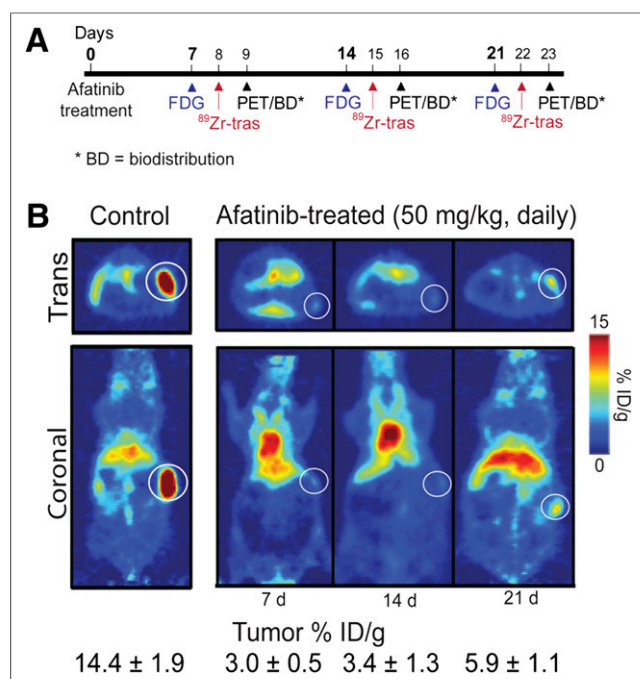 A
Days
0 7 8 9 14 15 16 21 22 23
Afatinib treatment FDG ⁸⁹Zr-tras PET/BD* FDG ⁸⁹Zr-tras PET/BD* FDG ⁸⁹Zr-tras PET/BD*
* BD = biodistribution
B
Control Afatinib-treated (50 mg/kg, daily)
Trans
Coronal
15
% ID/g
0
7 d 14 d 21 d
Tumor % ID/g
14.4 ± 1.9 3.0 ± 0.5 3.4 ± 1.3 5.9 ± 1.1